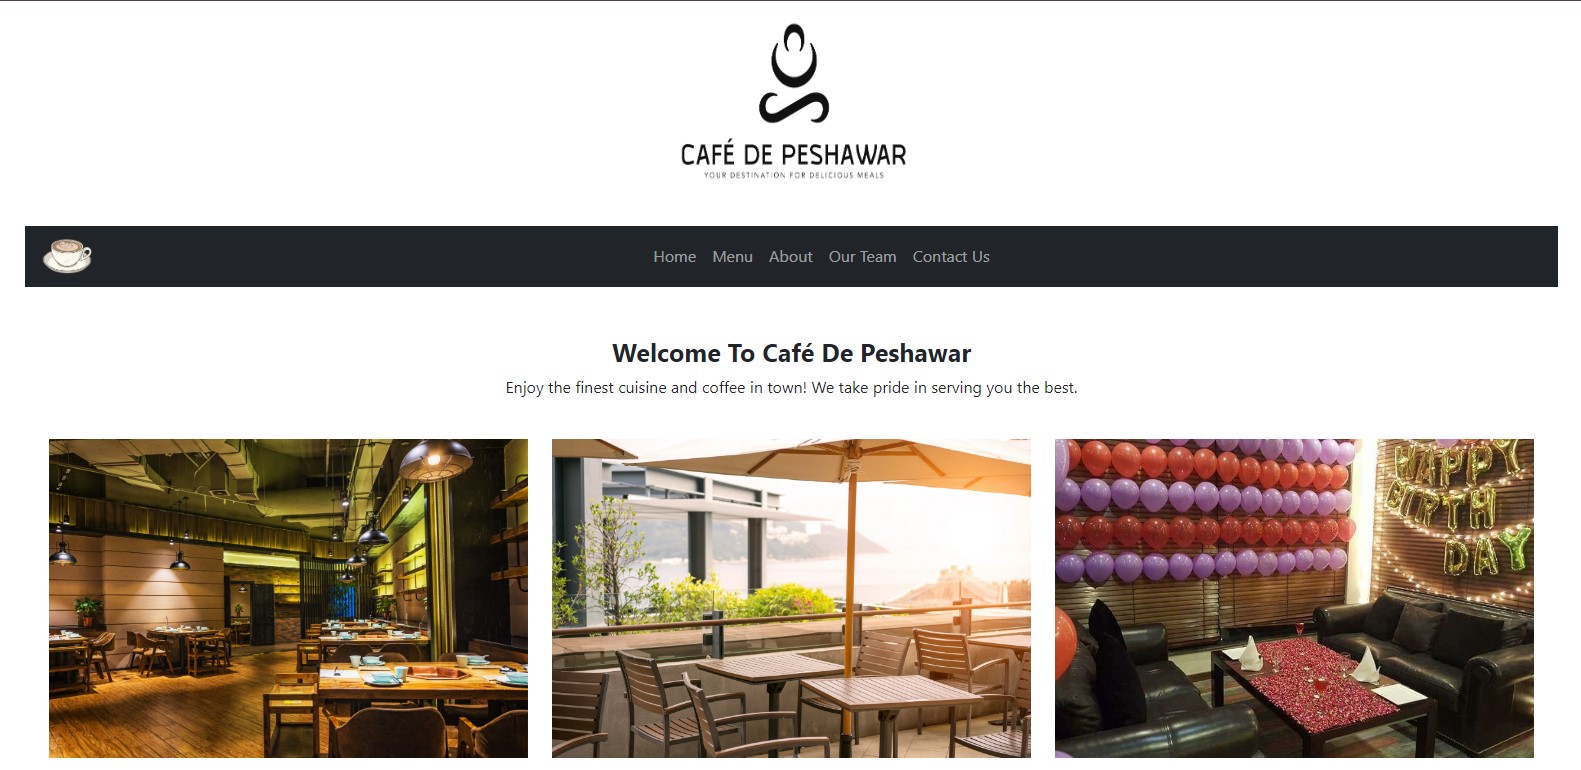 CAFÉ DE PESHAWAR
YOUR DESTINATION FOR DELICIOUS MEALS
Home Menu About Our Team Contact Us
Welcome To Café De Peshawar
Enjoy the finest cuisine and coffee in town! We take pride in serving you the best.
HAPPY
BIRTH
DAY